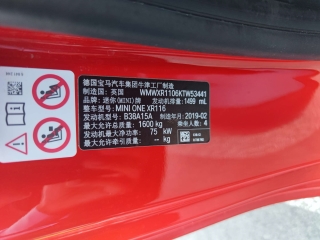 德国宝马汽车集团牛津工厂制造
制造国：英国 WMWXR1106KTW53441
品牌：迷你(MINI)牌 发动机排量：1499 mL
整车型号：MINI ONE XR116
发动机型号：B38A15A 制造年月：2019-02
最大允许总质量：1600 kg 乘坐人数：4
发动机最大净功率：75 kW
最大允许牵引质量：-- kg